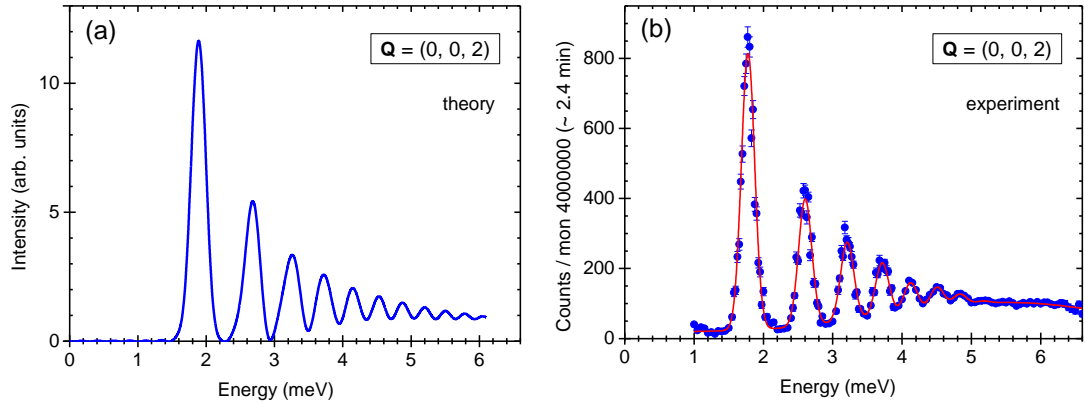 (a)
Q = (0, 0, 2)
theory
Intensity (arb. units)
10
5
0
0 1 2 3 4 5 6
Energy (meV)
(b)
Q = (0, 0, 2)
experiment
Counts / mon 4000000 (~ 2.4 min)
800
600
400
200
0
0 1 2 3 4 5 6
Energy (meV)